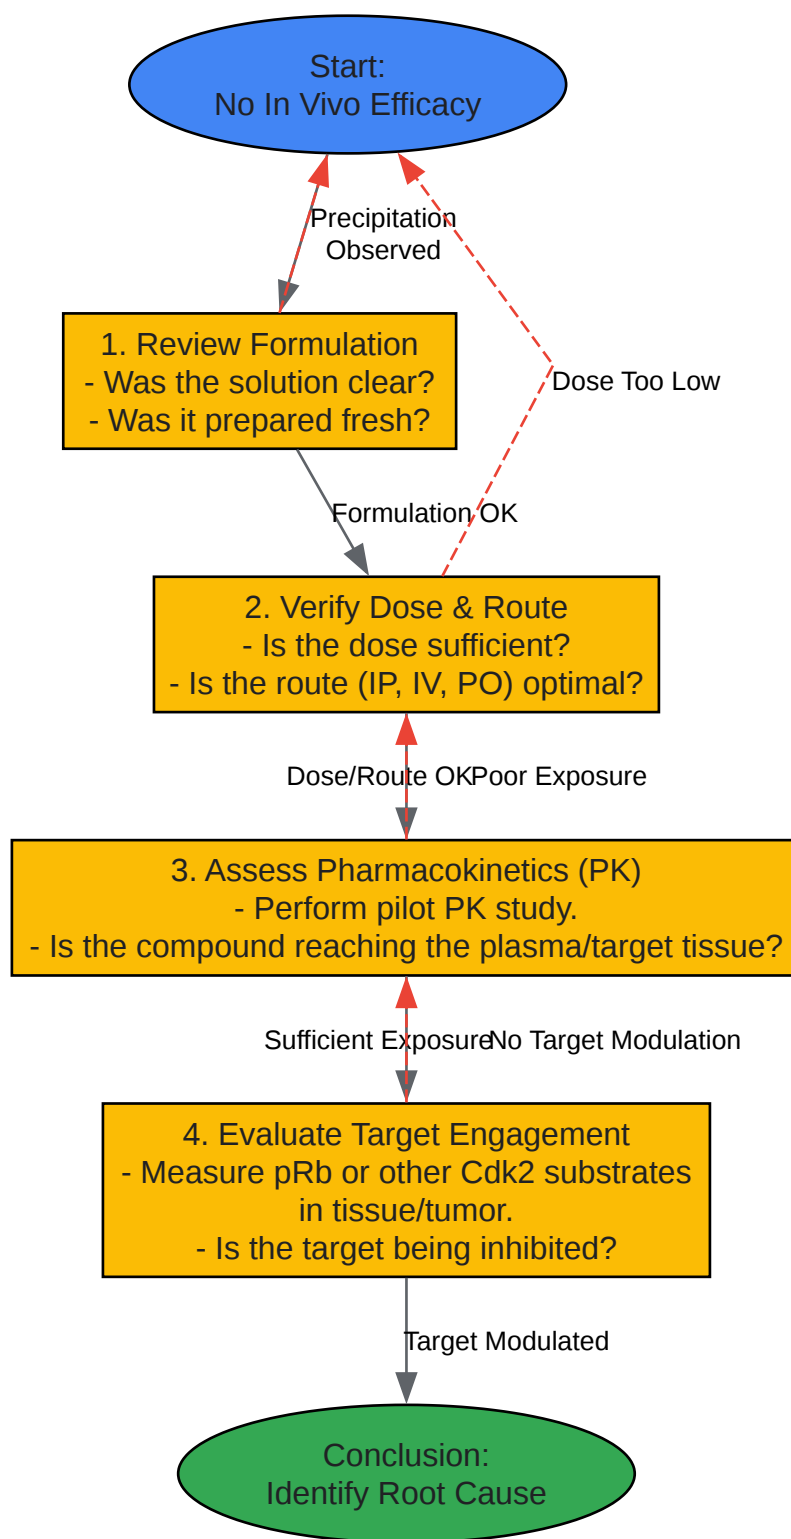 Start:
No In Vivo Efficacy
Precipitation
Observed
1. Review Formulation
- Was the solution clear?
- Was it prepared fresh?
Dose Too Low
Formulation OK
2. Verify Dose & Route
- Is the dose sufficient?
- Is the route (IP, IV, PO) optimal?
Dose/Route OK
Poor Exposure
3. Assess Pharmacokinetics (PK)
- Perform pilot PK study.
- Is the compound reaching the plasma/target tissue?
Sufficient Exposure
No Target Modulation
4. Evaluate Target Engagement
- Measure pRb or other Cdk2 substrates
in tissue/tumor.
- Is the target being inhibited?
Target Modulated
Conclusion:
Identify Root Cause